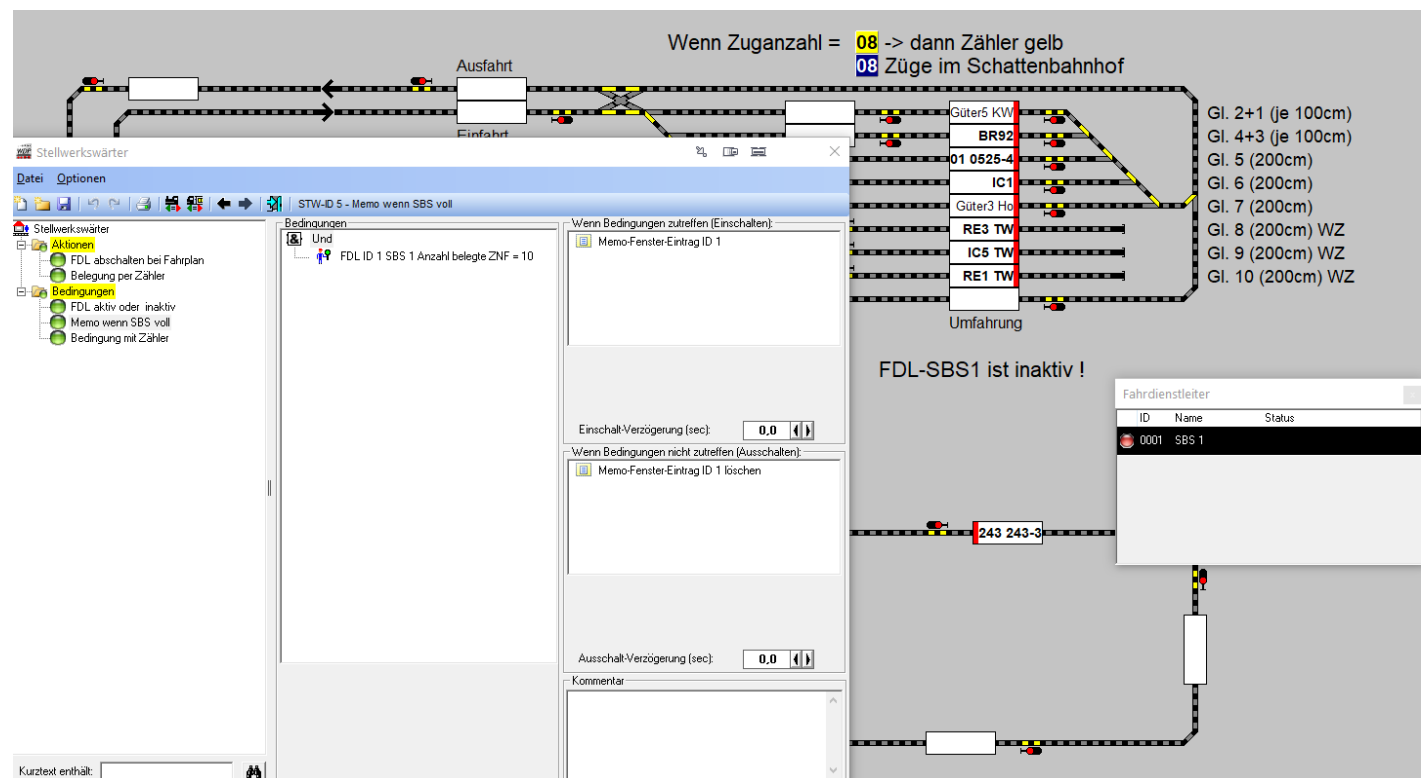 Wenn Zuganzahl = 08 -> dann Zähler gelb
08 Züge im Schattenbahnhof
Ausfahrt
Einfahrt
Güter5 KW
BR92
01 0525-4
IC1
Güter3 Ho
RE3 TW
IC5 TW
RE1 TW
Umfahrung
Gl. 2+1 (je 100cm)
Gl. 4+3 (je 100cm)
Gl. 5 (200cm)
Gl. 6 (200cm)
Gl. 7 (200cm)
Gl. 8 (200cm) WZ
Gl. 9 (200cm) WZ
Gl. 10 (200cm) WZ
FDL-SBS1 ist inaktiv !
Stellwerkswärter
Datei Optionen
STW-ID 5 - Memo wenn SBS voll
Stellwerkswärter
Aktionen
FDL abschalten bei Fahrplan
Belegung per Zähler
Bedingungen
FDL aktiv oder inaktiv
Memo wenn SBS voll
Bedingung mit Zähler
Kurztext enthält:
Bedingungen
& Und
FDL ID 1 SBS 1 Anzahl belegte ZNF = 10
Wenn Bedingungen zutreffen (Einschalten):
Memo-Fenster-Eintrag ID 1
Einschalt-Verzögerung (sec): 0,0
Wenn Bedingungen nicht zutreffen (Ausschalten):
Memo-Fenster-Eintrag ID 1 löschen
Ausschalt-Verzögerung (sec): 0,0
Kommentar
Fahrdienstleiter
ID Name Status
0001 SBS 1
243 243-3